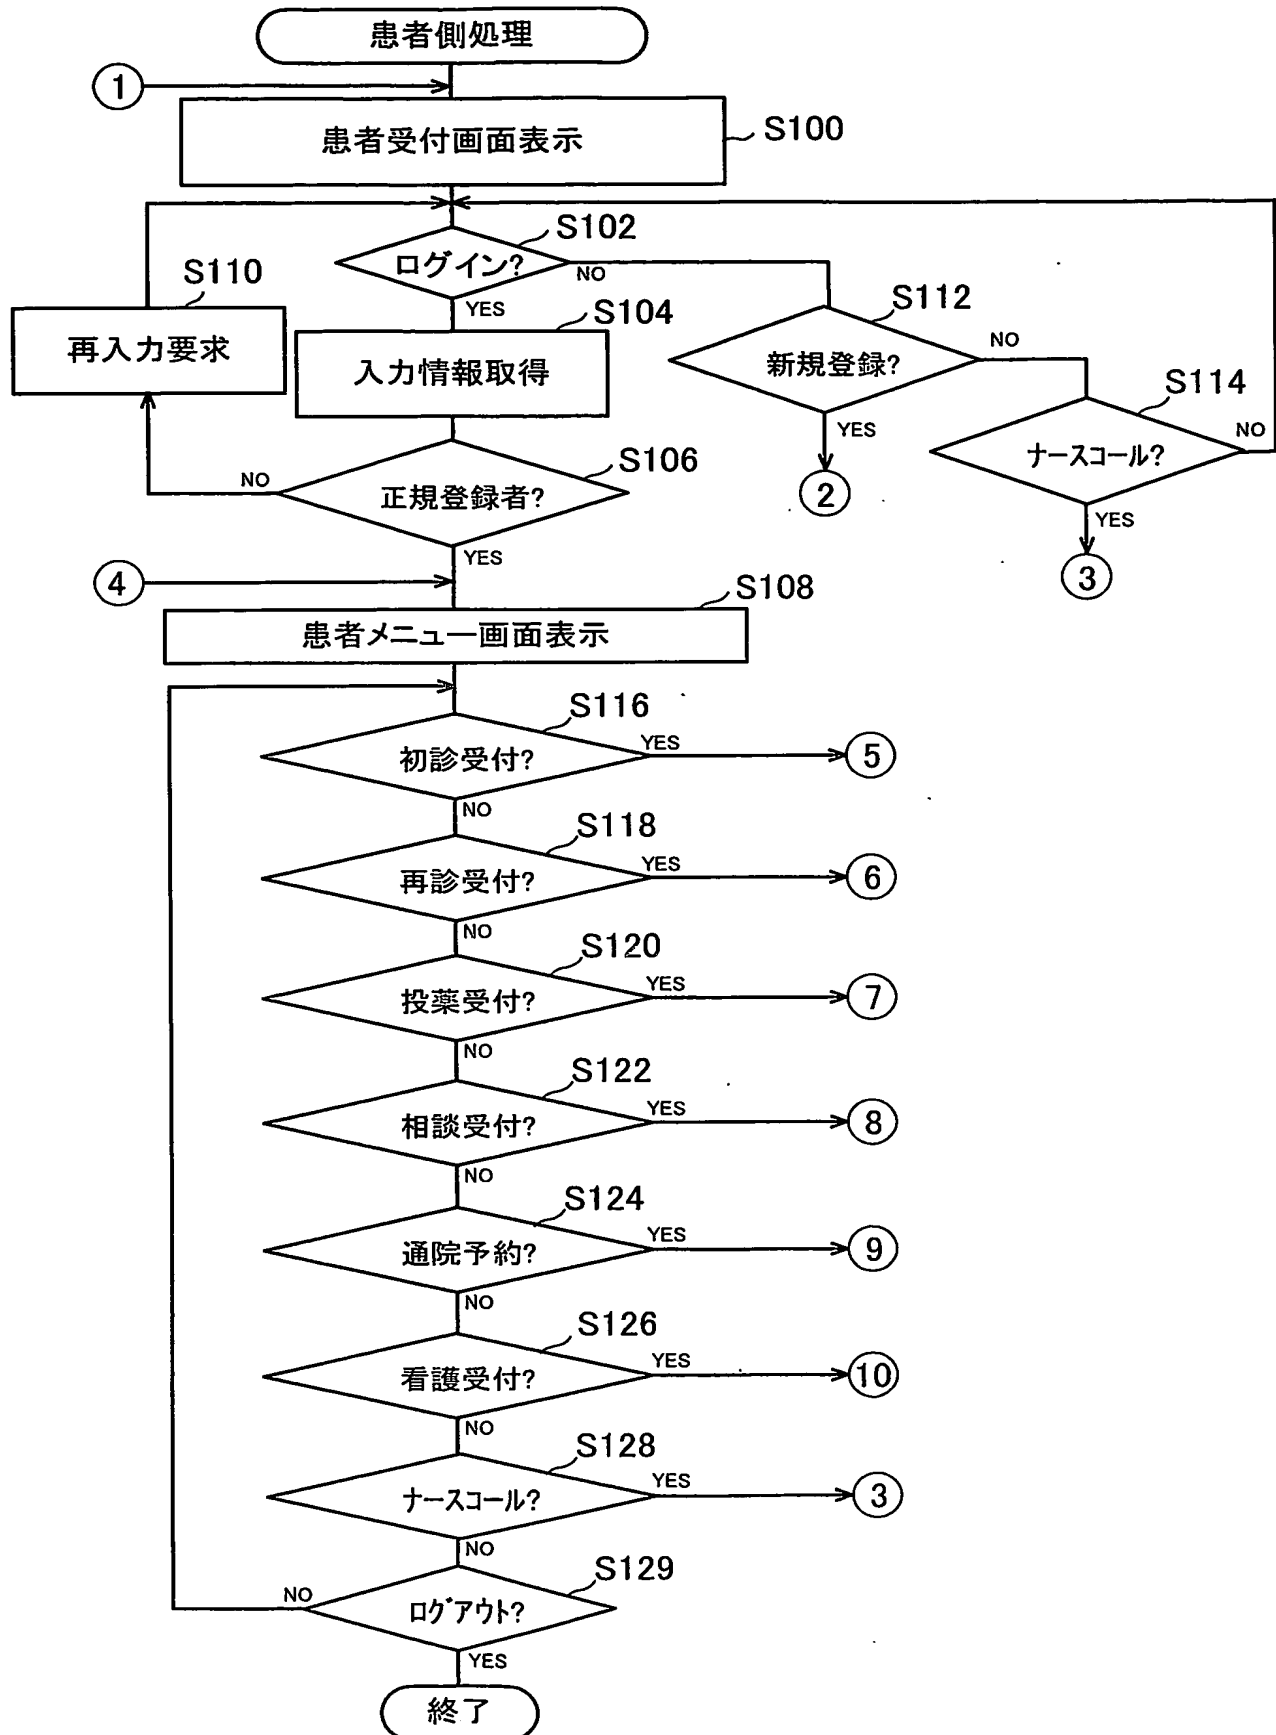 患者側処理
①
患者受付画面表示
S100
S102
ログイン?
NO
YES
S110
再入力要求
S104
入力情報取得
S112
新規登録?
NO
YES
②
S114
ナースコール?
NO
YES
③
S106
正規登録者?
NO
YES
④
S108
患者メニュー画面表示
S116
初診受付?
YES
⑤
NO
S118
再診受付?
YES
⑥
NO
S120
投薬受付?
YES
⑦
NO
S122
相談受付?
YES
⑧
NO
S124
通院予約?
YES
⑨
NO
S126
看護受付?
YES
⑩
NO
S128
ナースコール?
YES
③
NO
S129
ログアウト?
NO
YES
終了